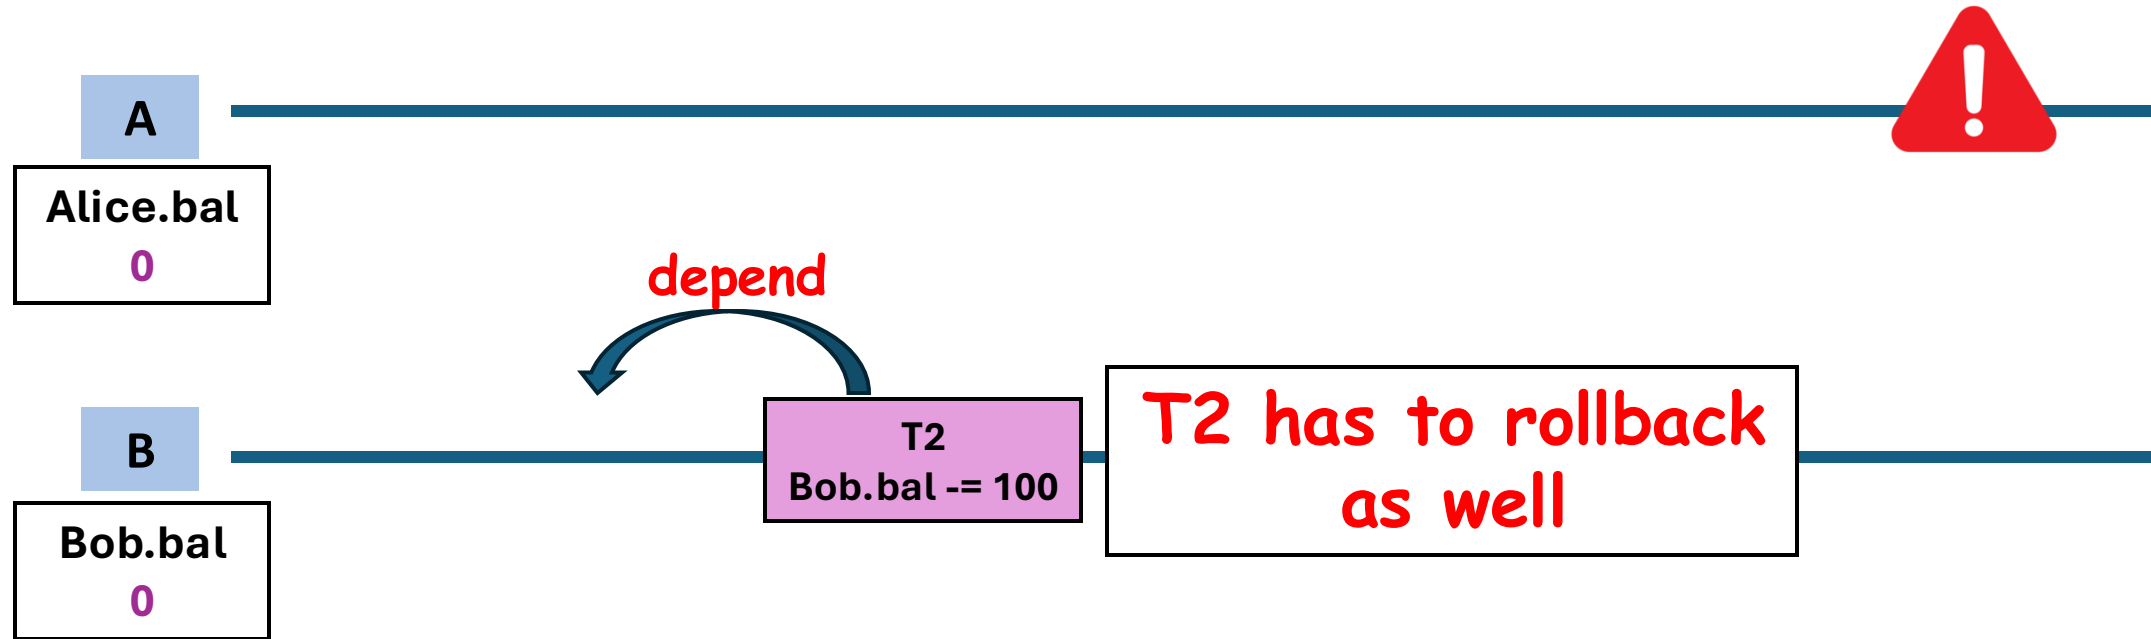 A
Alice.bal
0
depend
B
T2
Bob.bal -= 100
T2 has to rollback
as well
Bob.bal
0